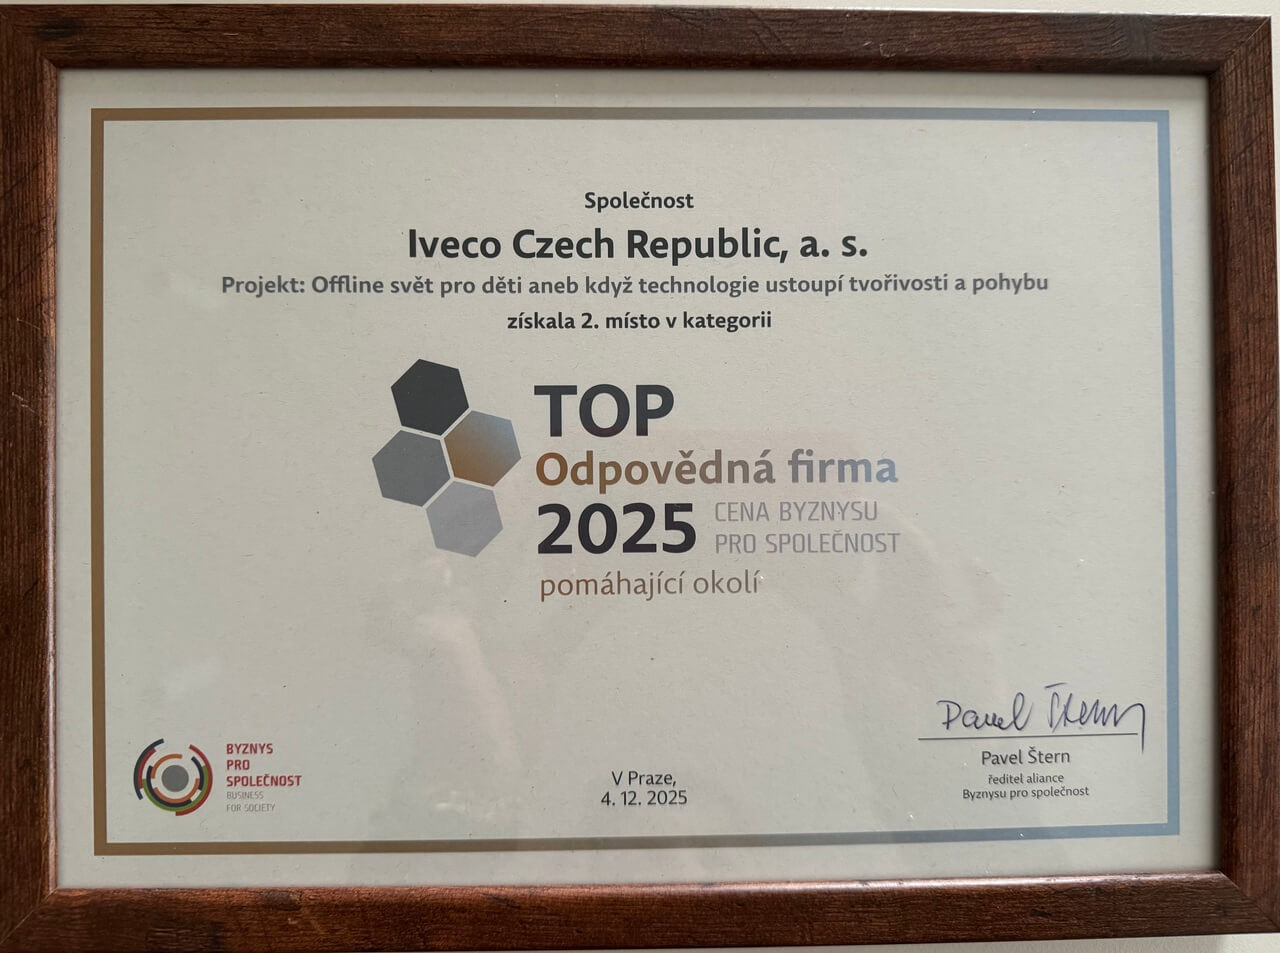 Společnost
Iveco Czech Republic, a. s.
Projekt: Offline svět pro děti aneb když technologie ustoupí tvořivosti a pohybu
získala 2. místo v kategorii
TOP
Odpovědná firma
2025
CENA BYZNYSU
PRO SPOLEČNOST
pomáhající okolí
BYZNYS
PRO
SPOLEČNOST
BUSINESS
FOR SOCIETY
V Praze,
4. 12. 2025
Pavel Štern
Pavel Štern
ředitel aliance
Byznysu pro společnost